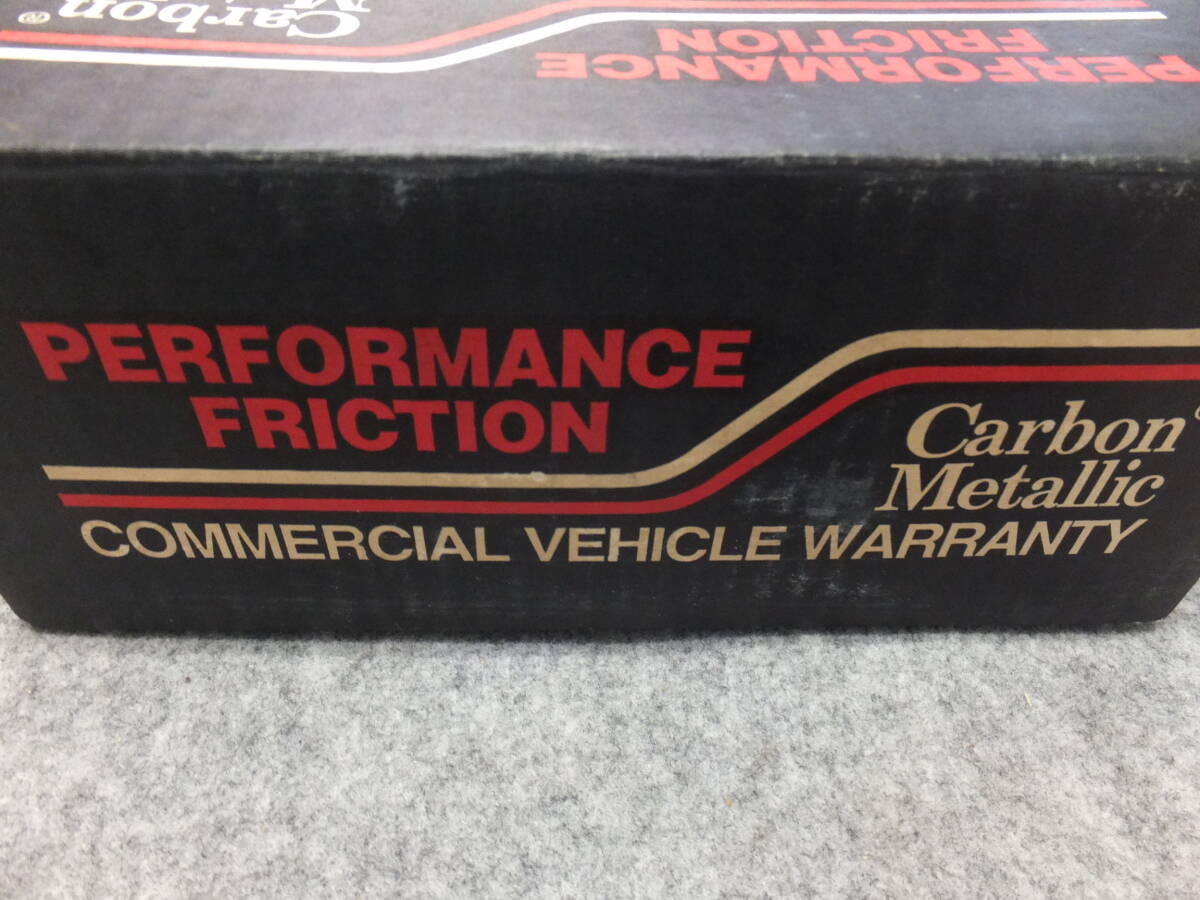 Carbon®
M
PERFORMANCE
FRICTION
PERFORMANCE
FRICTION
Carbon
Metallic
COMMERCIAL VEHICLE WARRANTY